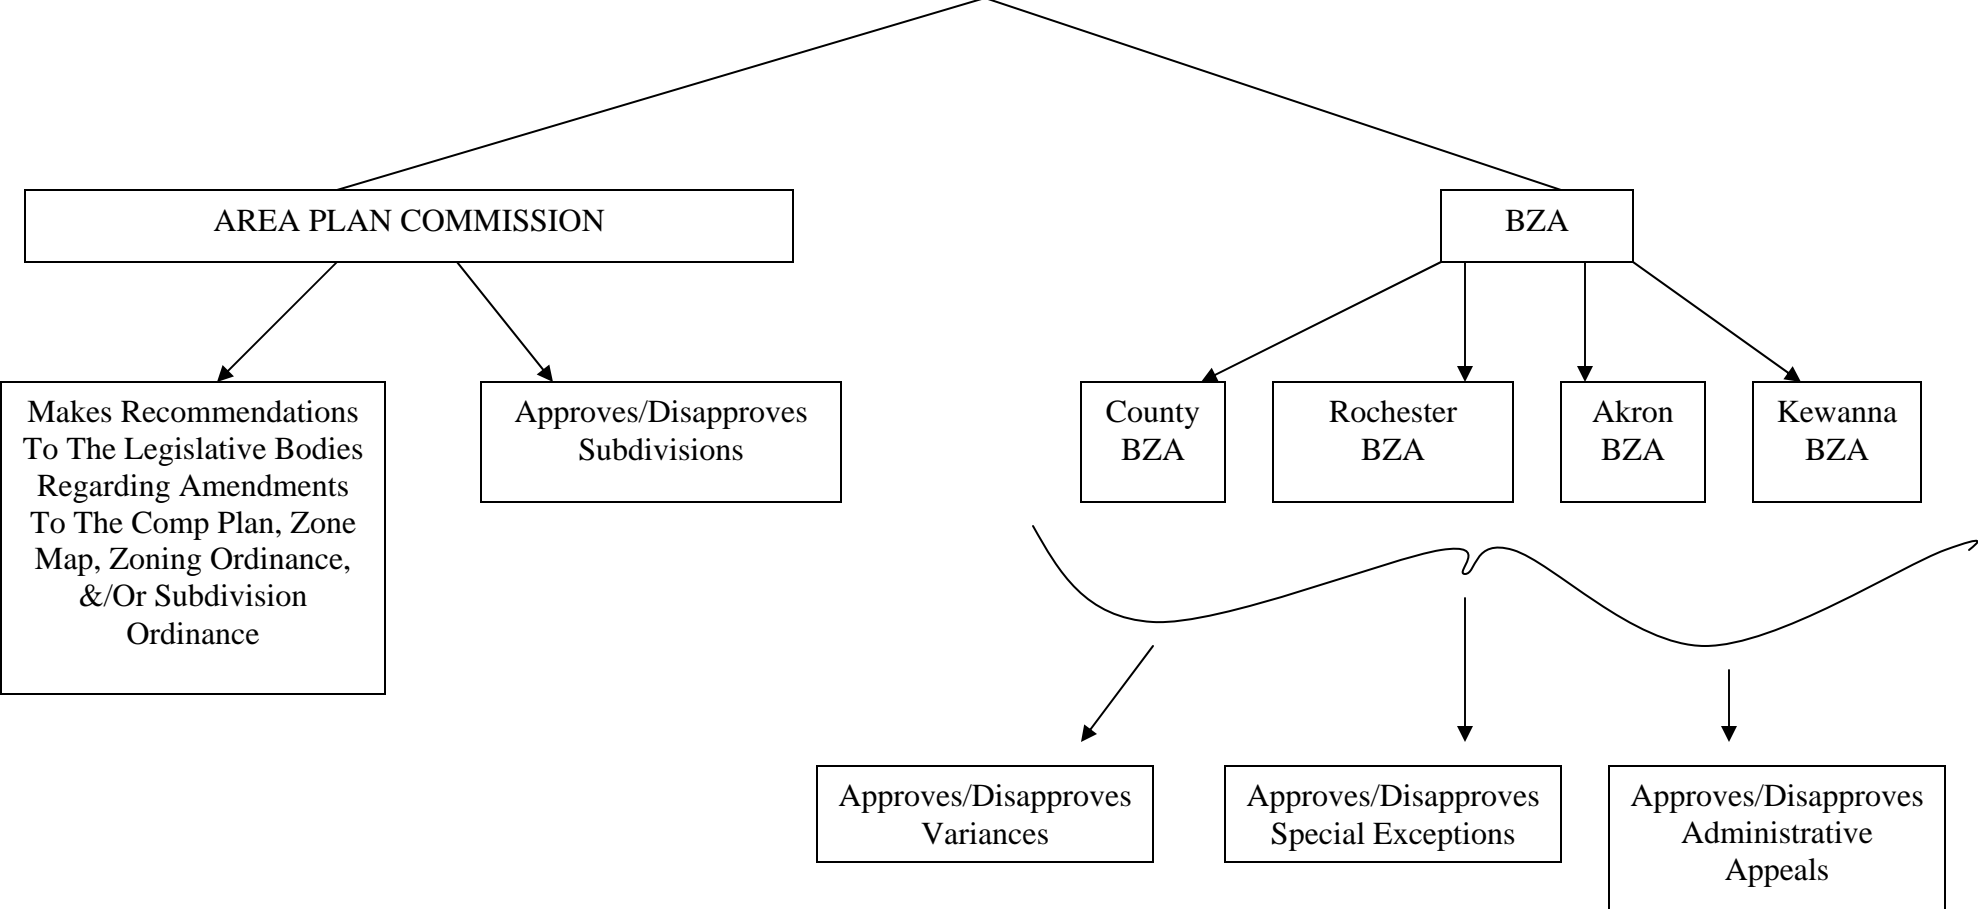 AREA PLAN COMMISSION
BZA
Makes Recommendations
To The Legislative Bodies
Regarding Amendments
To The Comp Plan, Zone
Map, Zoning Ordinance,
&/Or Subdivision
Ordinance
Approves/Disapproves
Subdivisions
County
BZA
Rochester
BZA
Akron
BZA
Kewanna
BZA
Approves/Disapproves
Variances
Approves/Disapproves
Special Exceptions
Approves/Disapproves
Administrative
Appeals